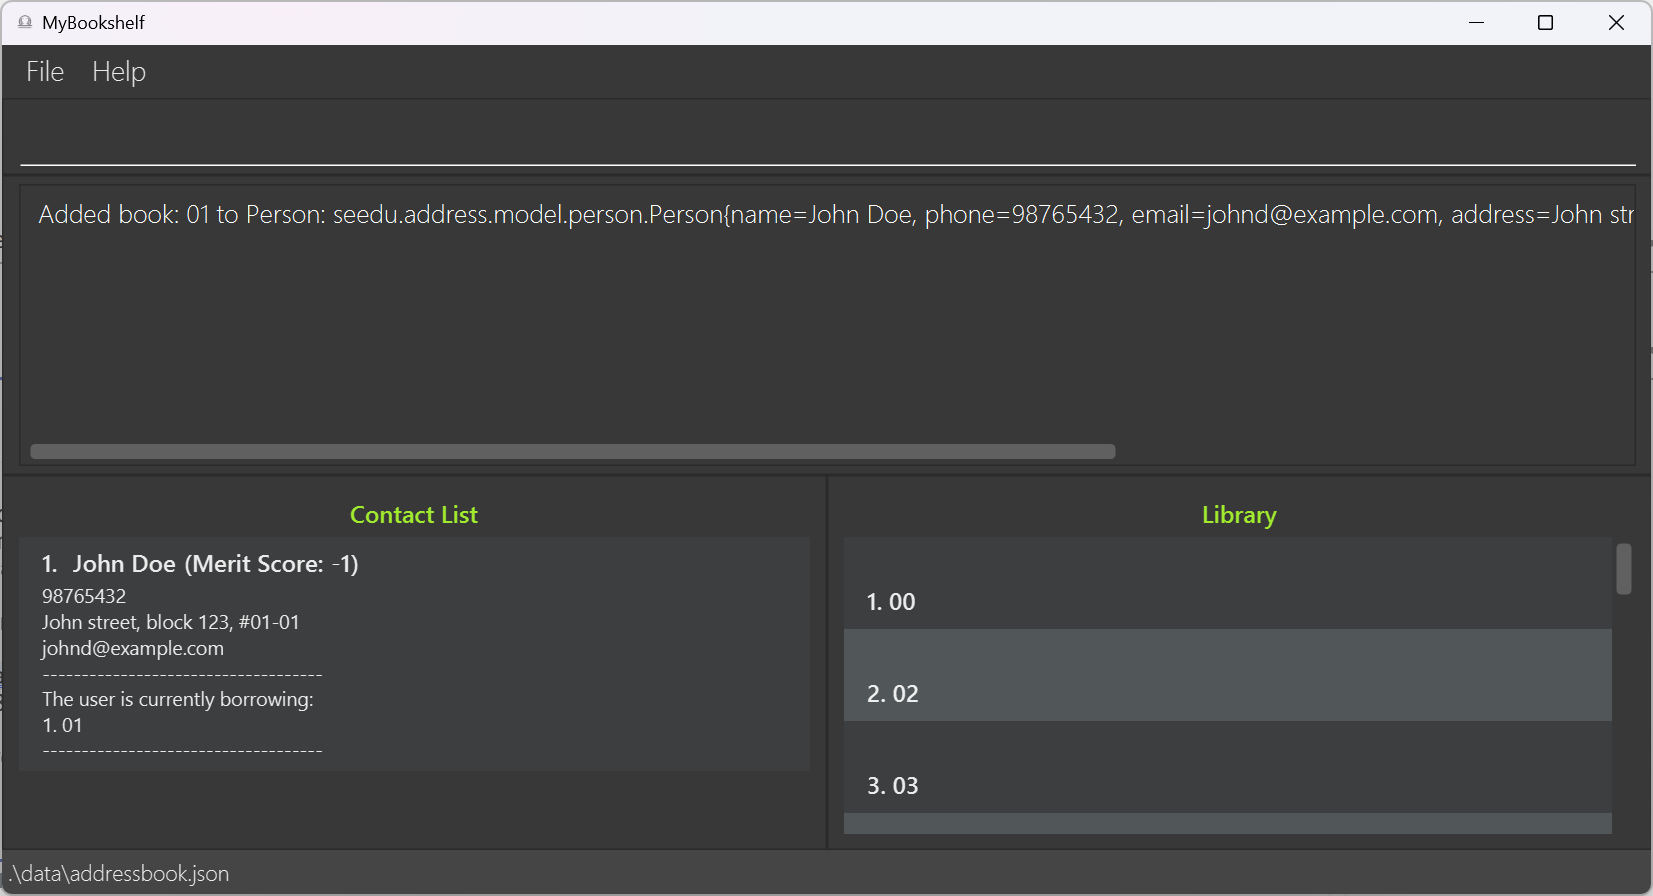 MyBookshelf
File Help
Added book: 01 to Person: seedu.address.model.person.Person{name=John Doe, phone=98765432, email=johnd@example.com, address=John str
Contact List
1. John Doe (Merit Score: -1)
98765432
John street, block 123, #01-01
johnd@example.com
------------------------------------
The user is currently borrowing:
1. 01
------------------------------------
Library
1. 00
2. 02
3. 03
.\data\addressbook.json